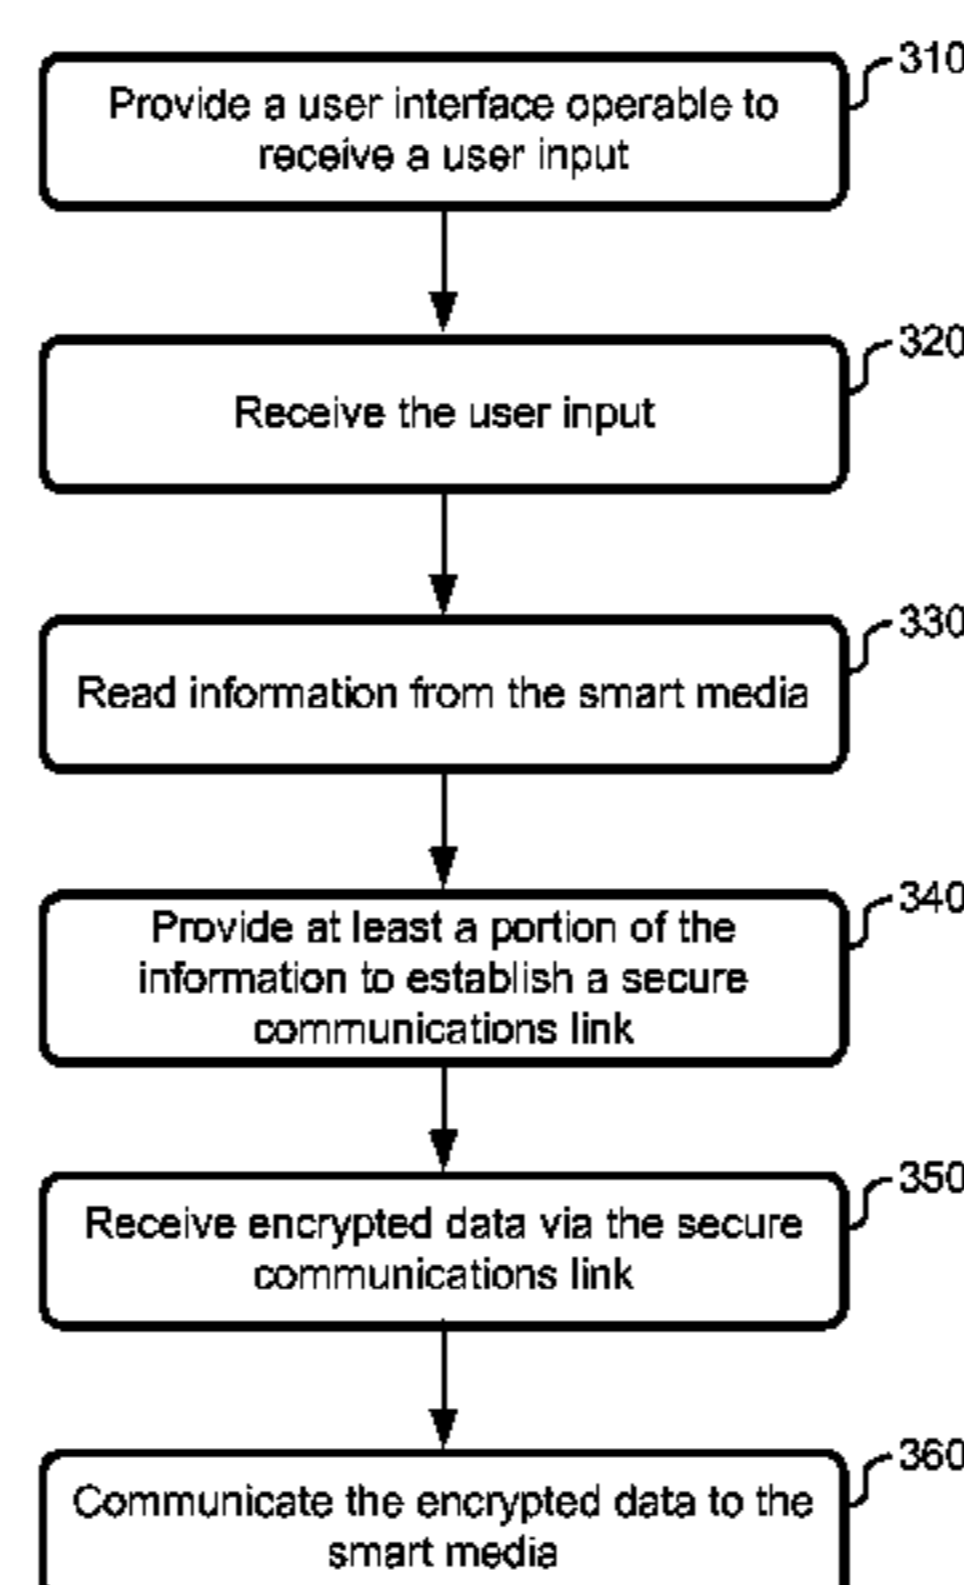 310
Provide a user interface operable to
receive a user input
320
Receive the user input
330
Read information from the smart media
340
Provide at least a portion of the
information to establish a secure
communications link
350
Receive encrypted data via the secure
communications link
360
Communicate the encrypted data to the
smart media